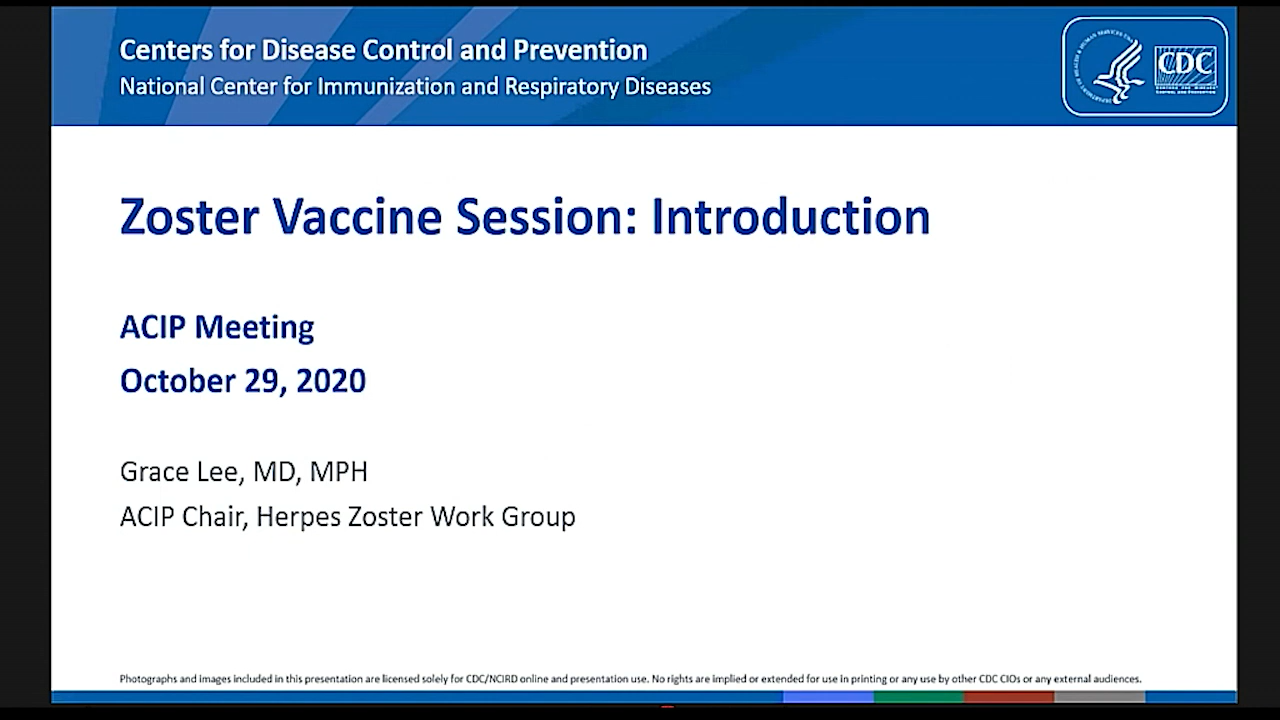 Centers for Disease Control and Prevention
National Center for Immunization and Respiratory Diseases
CDC
Zoster Vaccine Session: Introduction
ACIP Meeting
October 29, 2020
Grace Lee, MD, MPH
ACIP Chair, Herpes Zoster Work Group
Photographs and images included in this presentation are licensed solely for CDC/NCIRD online and presentation use. No rights are implied or extended for use in printing or any use by other CDC CIOs or any external audiences.